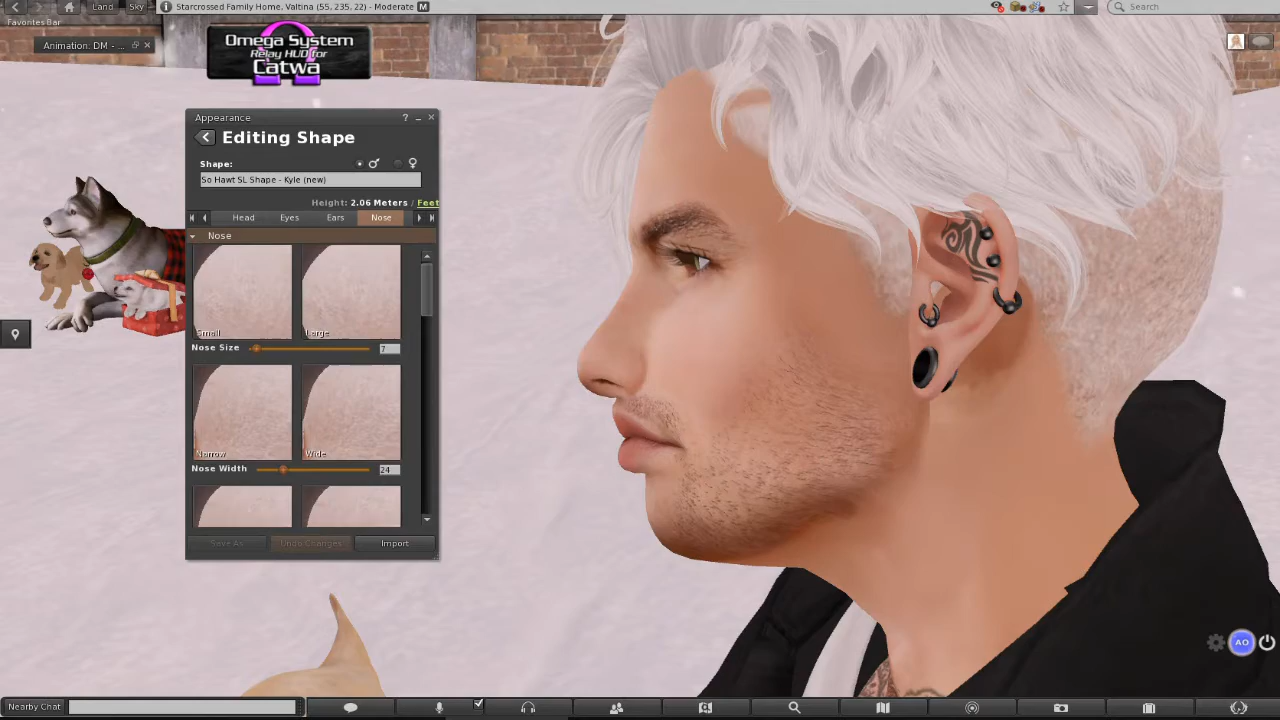 Land
Sky
Starcrossed Family Home, Valtina (55, 235, 22) - Moderate
M
Search
Favorites Bar
Animation: DM - ...
Omega System
Relay HUD for
Catwa
Appearance
?
Editing Shape
Shape:
So Hawt SL Shape - Kyle (new)
Height: 2.06 Meters / Feet
Head
Eyes
Ears
Nose
Nose
Small
Large
Nose Size
7
Narrow
Wide
Nose Width
24
Save As
Undo Changes
Import
AO
Nearby Chat